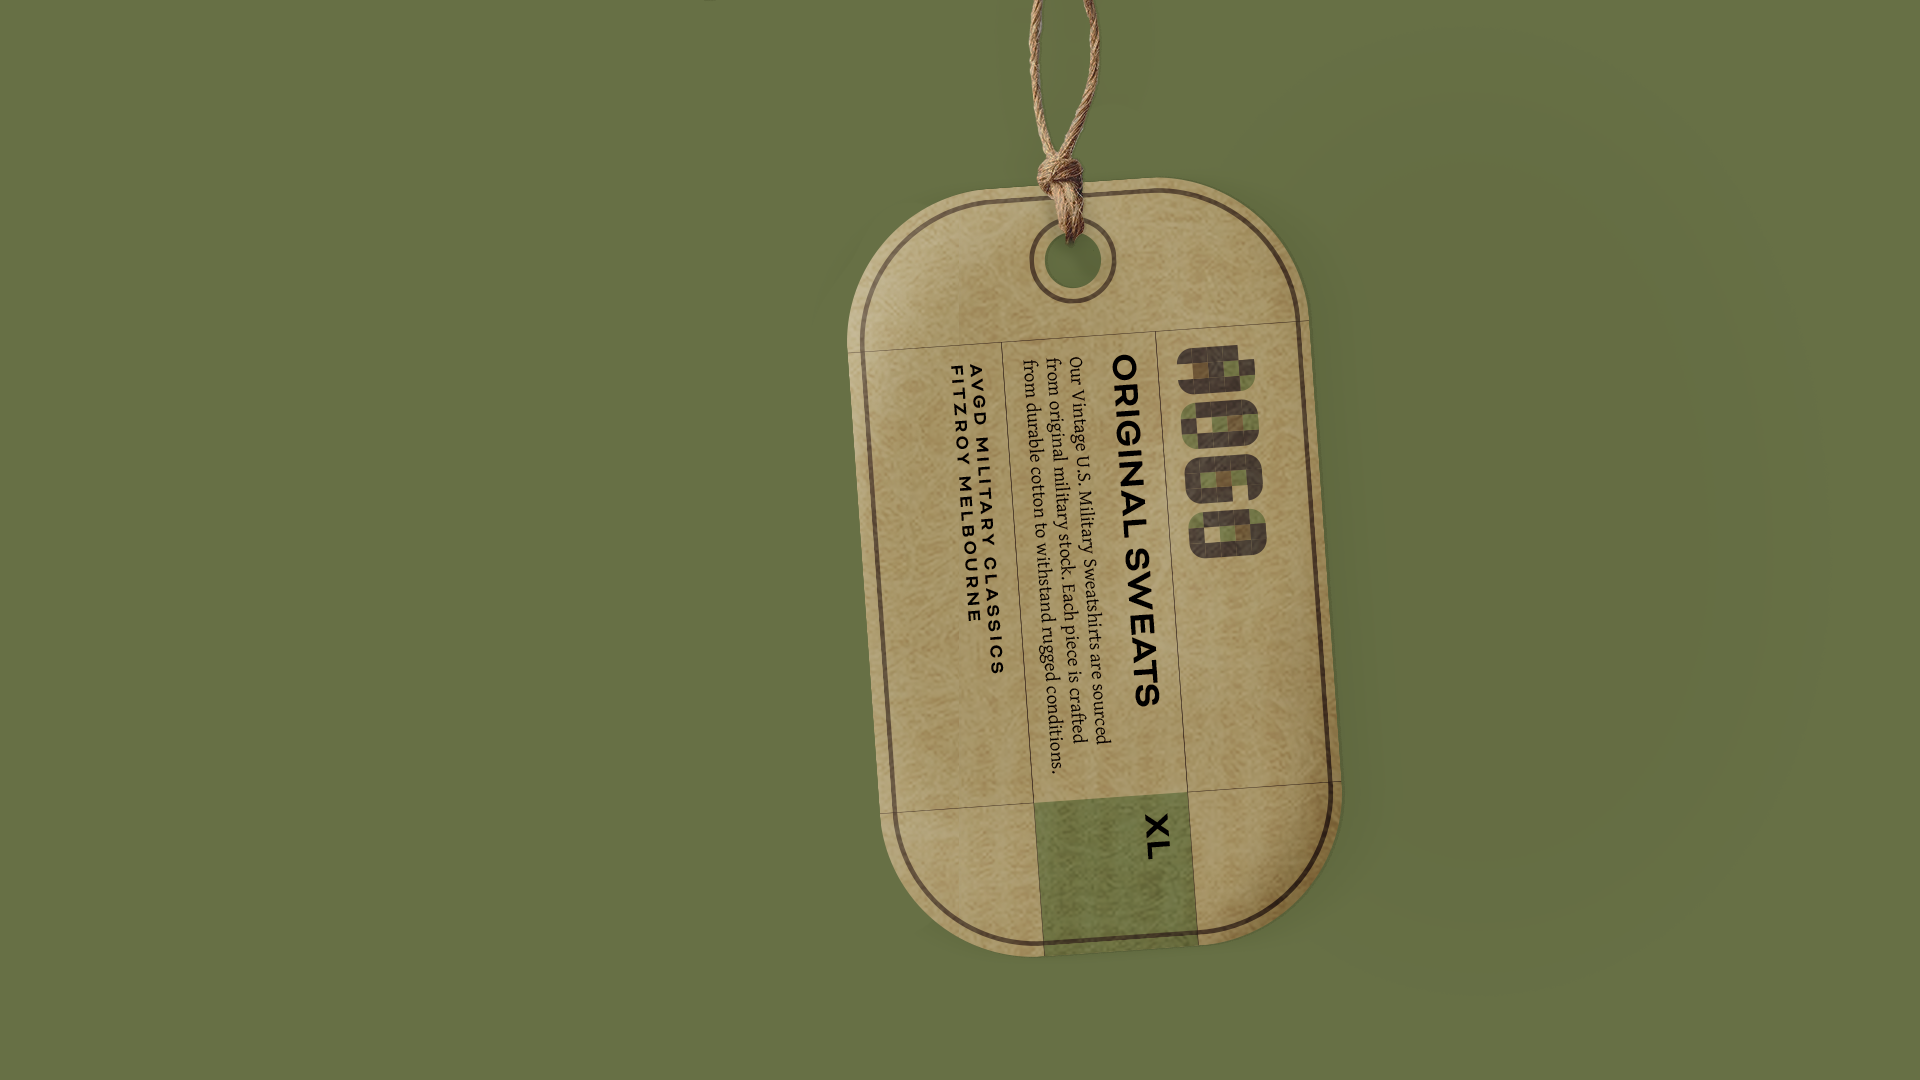 ORIGINAL SWEATS
Our Vintage U.S. Military Sweatshirts are sourced
from original military stock. Each piece is crafted
from durable cotton to withstand rugged conditions.
AVGD MILITARY CLASSICS
FITZROY MELBOURNE
XL